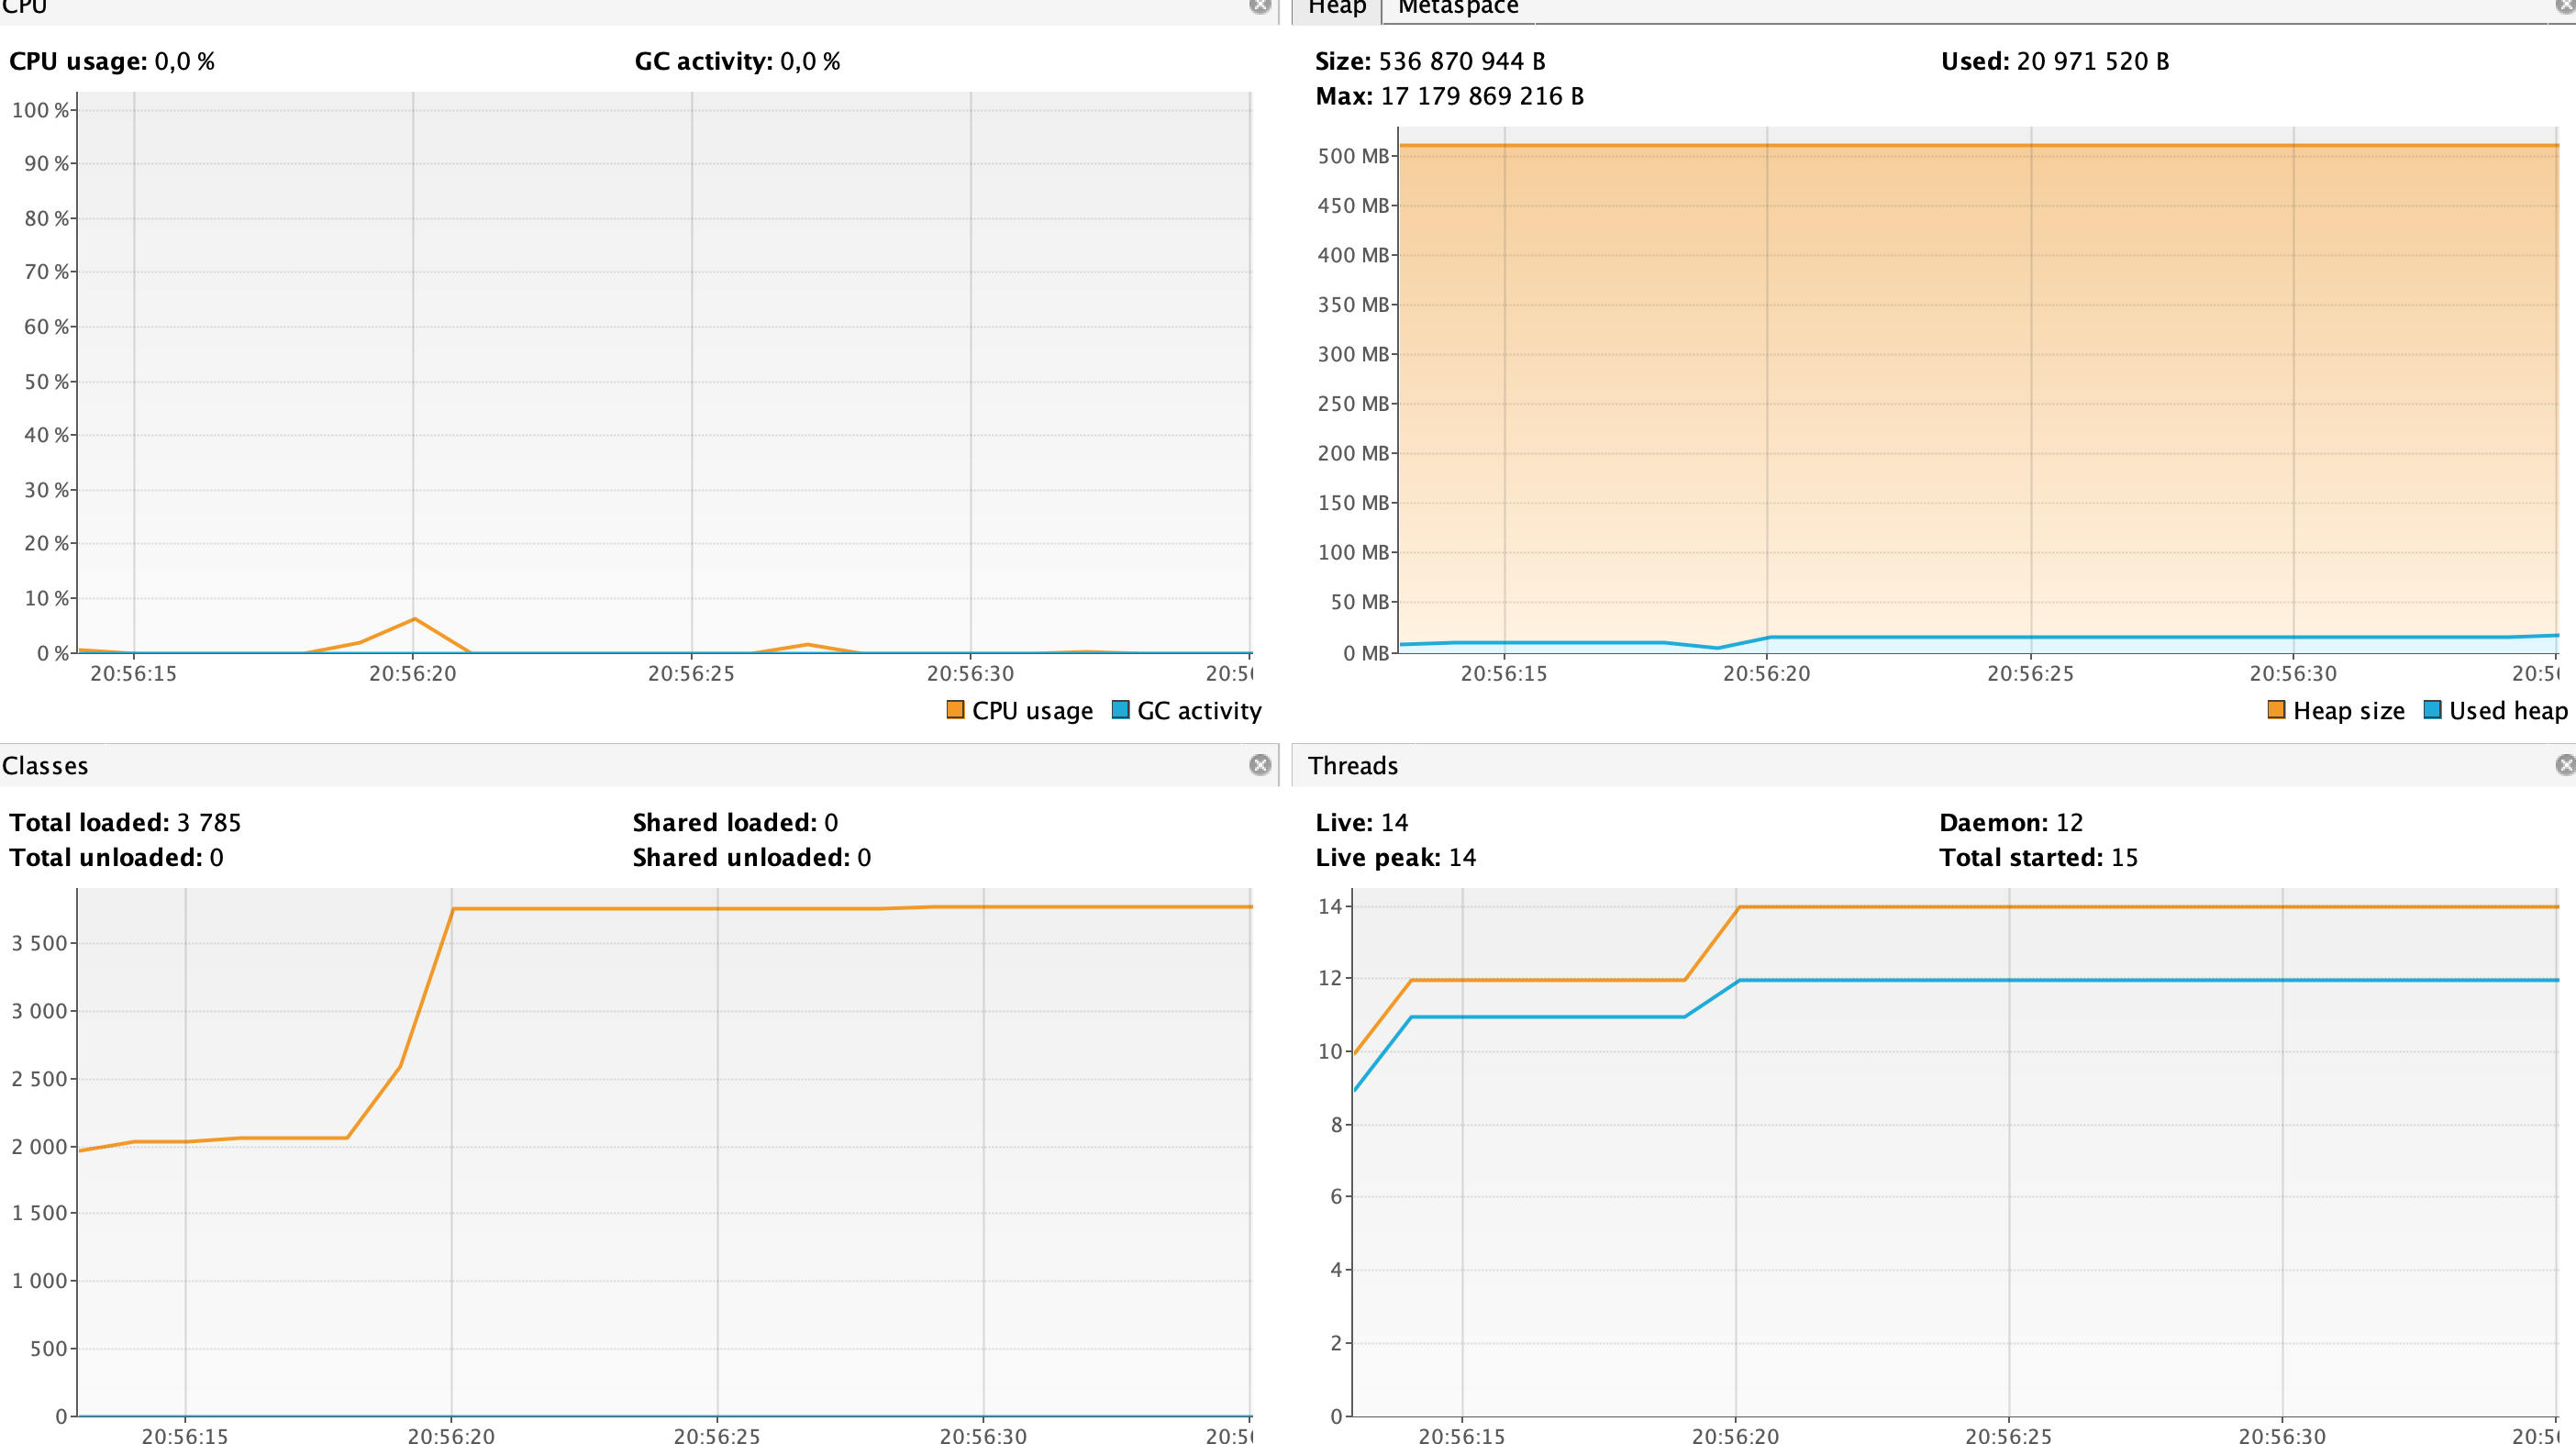 CPU
CPU usage: 0,0 %
GC activity: 0,0 %
100 %
90 %
80 %
70 %
60 %
50 %
40 %
30 %
20 %
10 %
0 %
20:56:15
20:56:20
20:56:25
20:56:30
20:5
CPU usage
GC activity
Heap
Metaspace
Size: 536 870 944 B
Used: 20 971 520 B
Max: 17 179 869 216 B
500 MB
450 MB
400 MB
350 MB
300 MB
250 MB
200 MB
150 MB
100 MB
50 MB
0 MB
20:56:15
20:56:20
20:56:25
20:56:30
20:5
Heap size
Used heap
Classes
Total loaded: 3 785
Shared loaded: 0
Total unloaded: 0
Shared unloaded: 0
3 500
3 000
2 500
2 000
1 500
1 000
500
0
20:56:15
20:56:20
20:56:25
20:56:30
20:5
Threads
Live: 14
Daemon: 12
Live peak: 14
Total started: 15
14
12
10
8
6
4
2
0
20:56:15
20:56:20
20:56:25
20:56:30
20:5